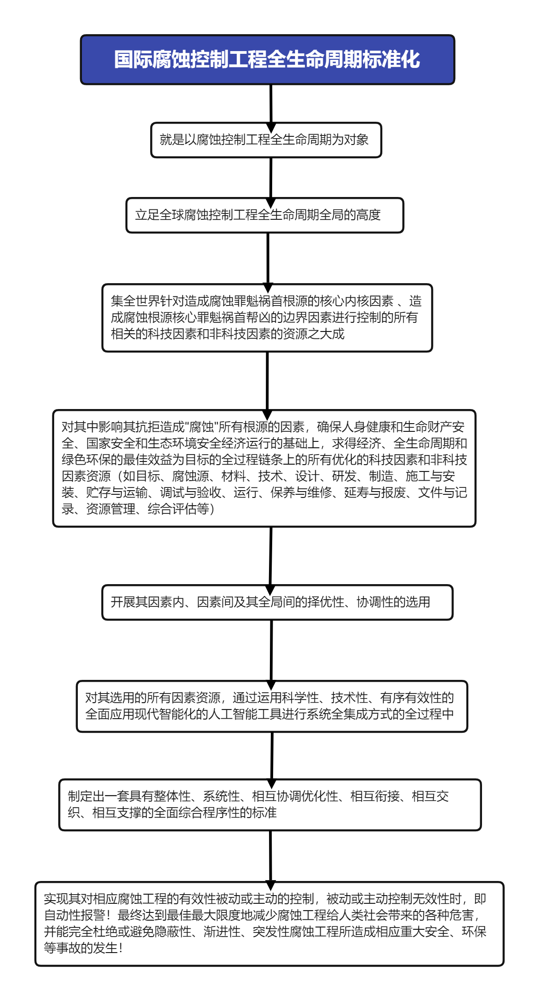 国际腐蚀控制工程全生命周期标准化
就是以腐蚀控制工程全生命周期为对象
立足全球腐蚀控制工程全生命周期全局的高度
集全世界针对造成腐蚀罪魁祸首根源的核心内核因素 、造
成腐蚀根源核心罪魁祸首帮凶的边界因素进行控制的所有
相关的科技因素和非科技因素的资源之大成
对其中影响其抗拒造成“腐蚀"所有根源的因素，确保人身健康和生命财产安
全、国家安全和生态环境安全经济运行的基础上，求得经济、全生命周期和
绿色环保的最佳效益为目标的全过程链条上的所有优化的科技因素和非科技
因素资源（如目标、腐蚀源、材料、技术、设计、研发、制造、施工与安
装、贮存与运输、调试与验收、运行、保养与维修、延寿与报废、文件与记
录、资源管理、综合评估等）
开展其因素内、因素间及其全局间的择优性、协调性的选用
对其选用的所有因素资源，通过运用科学性、技术性、有序有效性的
全面应用现代智能化的人工智能工具进行系统全集成方式的全过程中
制定出一套具有整体性、系统性、相互协调优化性、相互衔接、相互交
织、相互支撑的全面综合程序性的标准
实现其对相应腐蚀工程的有效性被动或主动的控制，被动或主动控制无效性时，即
自动性报警！最终达到最佳最大限度地减少腐蚀工程给人类社会带来的各种危害，
并能完全杜绝或避免隐蔽性、渐进性、突发性腐蚀工程所造成相应重大安全、环保
等事故的发生！